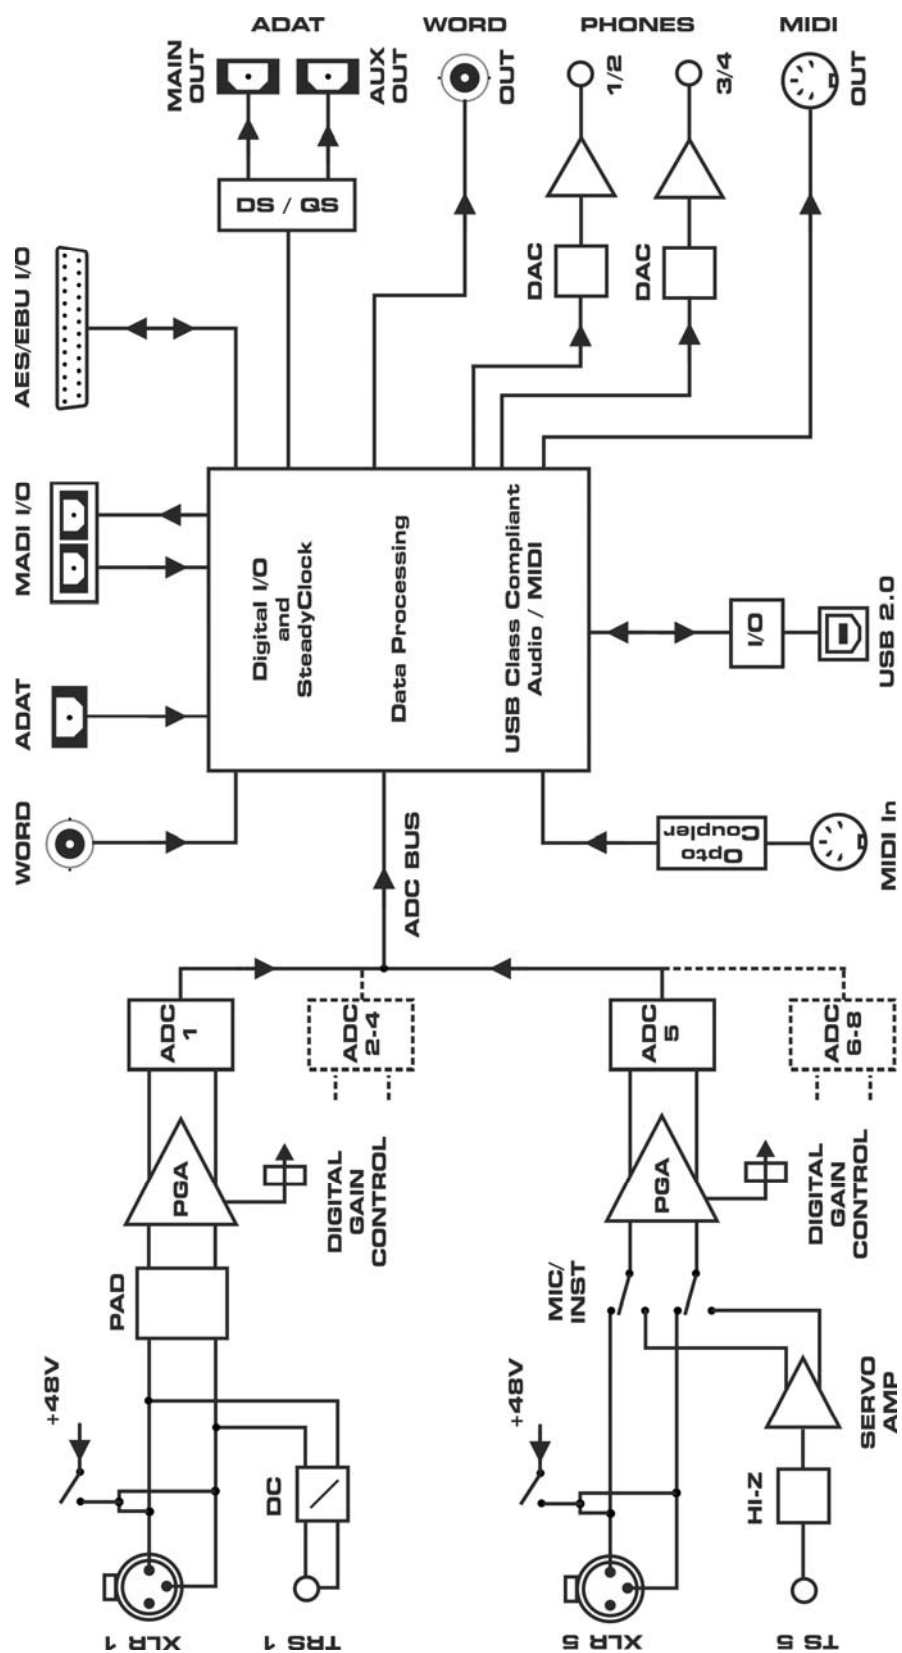 ADAT
MAIN
OUT
AUX
OUT
WORD
OUT
PHONES
1/2
3/4
MIDI
OUT
DS / QS
DAC
DAC
AES/EBU I/O
MADI I/O
ADAT
WORD
Digital I/O
and
SteadyClock
Data Processing
USB Class Compliant
Audio / MIDI
I/O
USB 2.0
Opto
Coupler
MIDI In
ADC BUS
ADC
1
ADC
2-4
ADC
5
ADC
6-8
PGA
DIGITAL
GAIN
CONTROL
PGA
DIGITAL
GAIN
CONTROL
PAD
MIC/
INST
+48V
+48V
DC
HI-Z
SERVO
AMP
XLR 1
TRS 1
XLR 5
TS 5